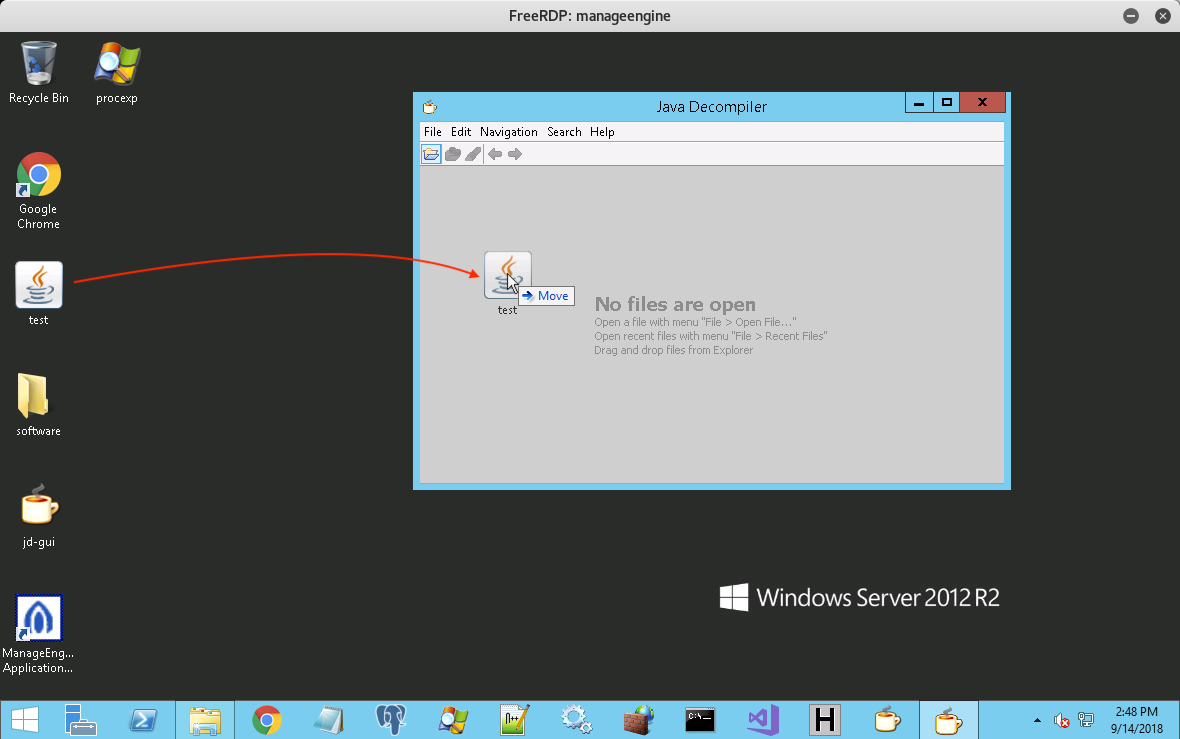 FreeRDP: manageengine
Recycle Bin
procexp
Google
Chrome
test
software
jd-gui
ManageEng...
Application...
Java Decompiler
File Edit Navigation Search Help
test
Move
No files are open
Open a file with menu "File > Open File..."
Open recent files with menu "File > Recent Files"
Drag and drop files from Explorer
Windows Server 2012 R2
C:\
H
2:48 PM
9/14/2018